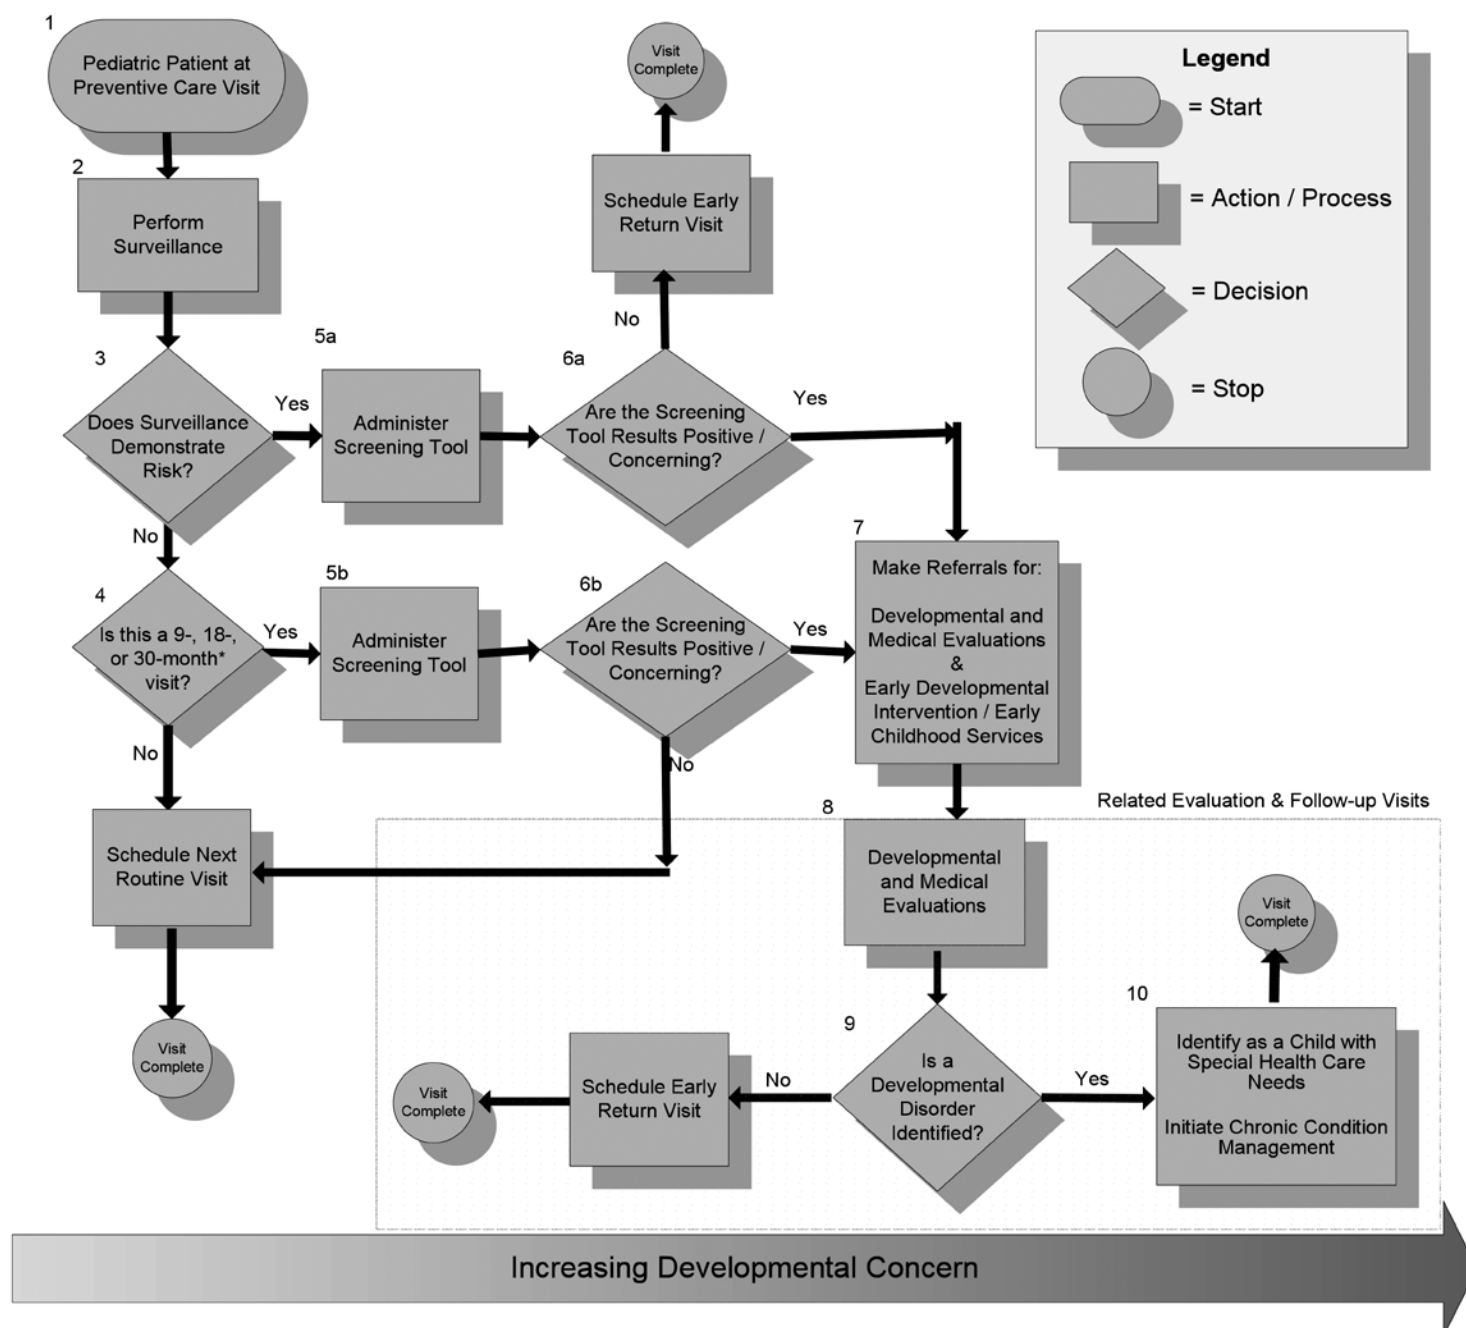 1
Pediatric Patient at
Preventive Care Visit
2
Perform
Surveillance
3
Does Surveillance
Demonstrate
Risk?
Yes
No
5a
Administer
Screening Tool
6a
Are the Screening
Tool Results Positive /
Concerning?
Yes
No
Schedule Early
Return Visit
Visit
Complete
Legend
= Start
= Action / Process
= Decision
= Stop
4
Is this a 9-, 18-,
or 30-month*
visit?
Yes
No
5b
Administer
Screening Tool
6b
Are the Screening
Tool Results Positive /
Concerning?
Yes
No
7
Make Referrals for:
Developmental and
Medical Evaluations
&
Early Developmental
Intervention / Early
Childhood Services
Schedule Next
Routine Visit
Visit
Complete
Related Evaluation & Follow-up Visits
8
Developmental
and Medical
Evaluations
9
Is a
Developmental
Disorder
Identified?
No
Schedule Early
Return Visit
Visit
Complete
Yes
10
Identify as a Child with
Special Health Care
Needs
Initiate Chronic Condition
Management
Visit
Complete
Increasing Developmental Concern